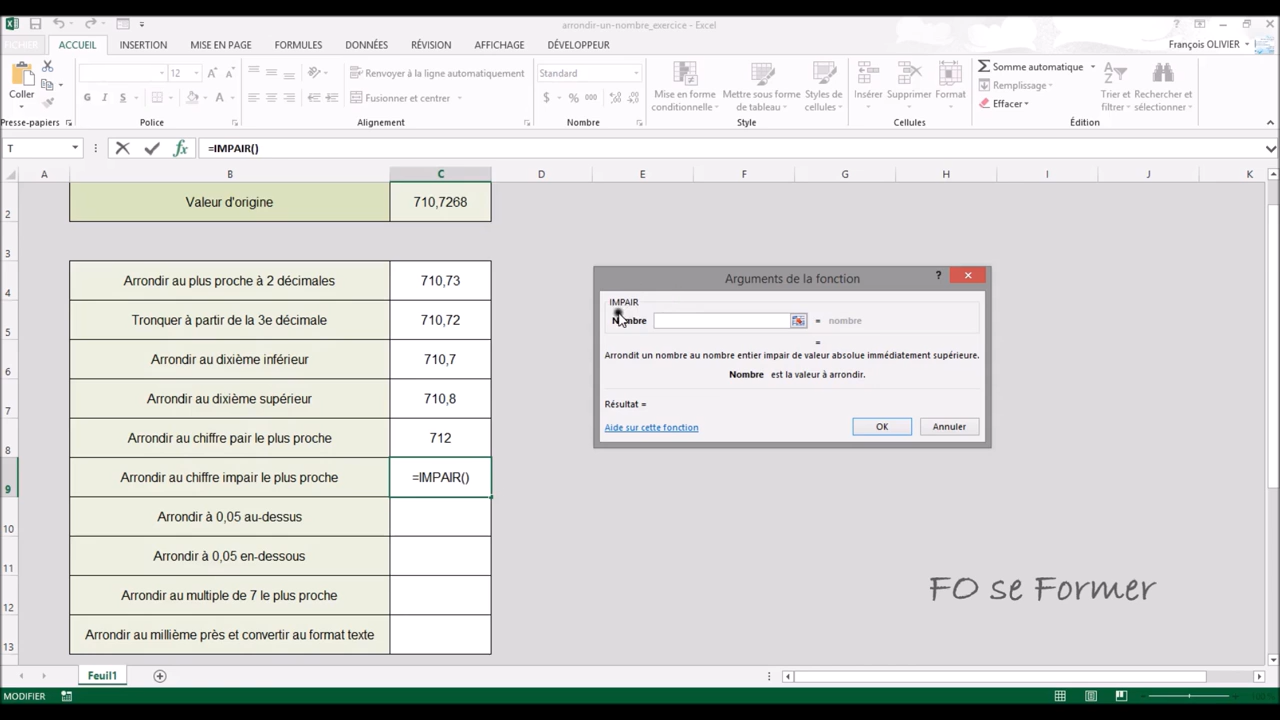 arrondir-un-nombre_exercice - Excel
FICHIER ACCUEIL INSERTION MISE EN PAGE FORMULES DONNÉES RÉVISION AFFICHAGE DÉVELOPPEUR François OLIVIER
Coller
12
G I S
Renvoyer à la ligne automatiquement
Fusionner et centrer
Standard
$ % 000
Mise en forme conditionnelle
Mettre sous forme de tableau
Styles de cellules
Insérer Supprimer Format
Somme automatique
Remplissage
Effacer
Trier et filtrer
Rechercher et sélectionner
Presse-papiers Police Alignement Nombre Style Cellules Édition
T =IMPAIR()
A B C D E F G H I J K
2 Valeur d'origine 710,7268
3
4 Arrondir au plus proche à 2 décimales 710,73
5 Tronquer à partir de la 3e décimale 710,72
6 Arrondir au dixième inférieur 710,7
7 Arrondir au dixième supérieur 710,8
8 Arrondir au chiffre pair le plus proche 712
9 Arrondir au chiffre impair le plus proche =IMPAIR()
10 Arrondir à 0,05 au-dessus
11 Arrondir à 0,05 en-dessous
12 Arrondir au multiple de 7 le plus proche
13 Arrondir au millième près et convertir au format texte
Arguments de la fonction
IMPAIR
Nombre = nombre
=
Arrondit un nombre au nombre entier impair de valeur absolue immédiatement supérieure.
Nombre est la valeur à arrondir.
Résultat =
Aide sur cette fonction OK Annuler
FO se Former
Feuil1
MODIFIER 100 %